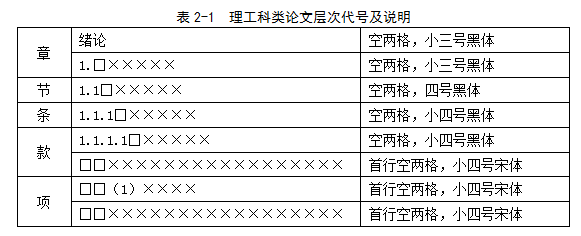 表 2-1 理工科类论文层次代号及说明
章 绪论 空两格，小三号黑体
1.□××××× 空两格，小三号黑体
节 1.1□××××× 空两格，四号黑体
条 1.1.1□××××× 空两格，小四号黑体
款 1.1.1.1□××××× 空两格，小四号黑体
□□×××××××××××××××××× 首行空两格，小四号宋体
项 □□（1）×××× 首行空两格，小四号宋体
□□×××××××××××××××××× 首行空两格，小四号宋体